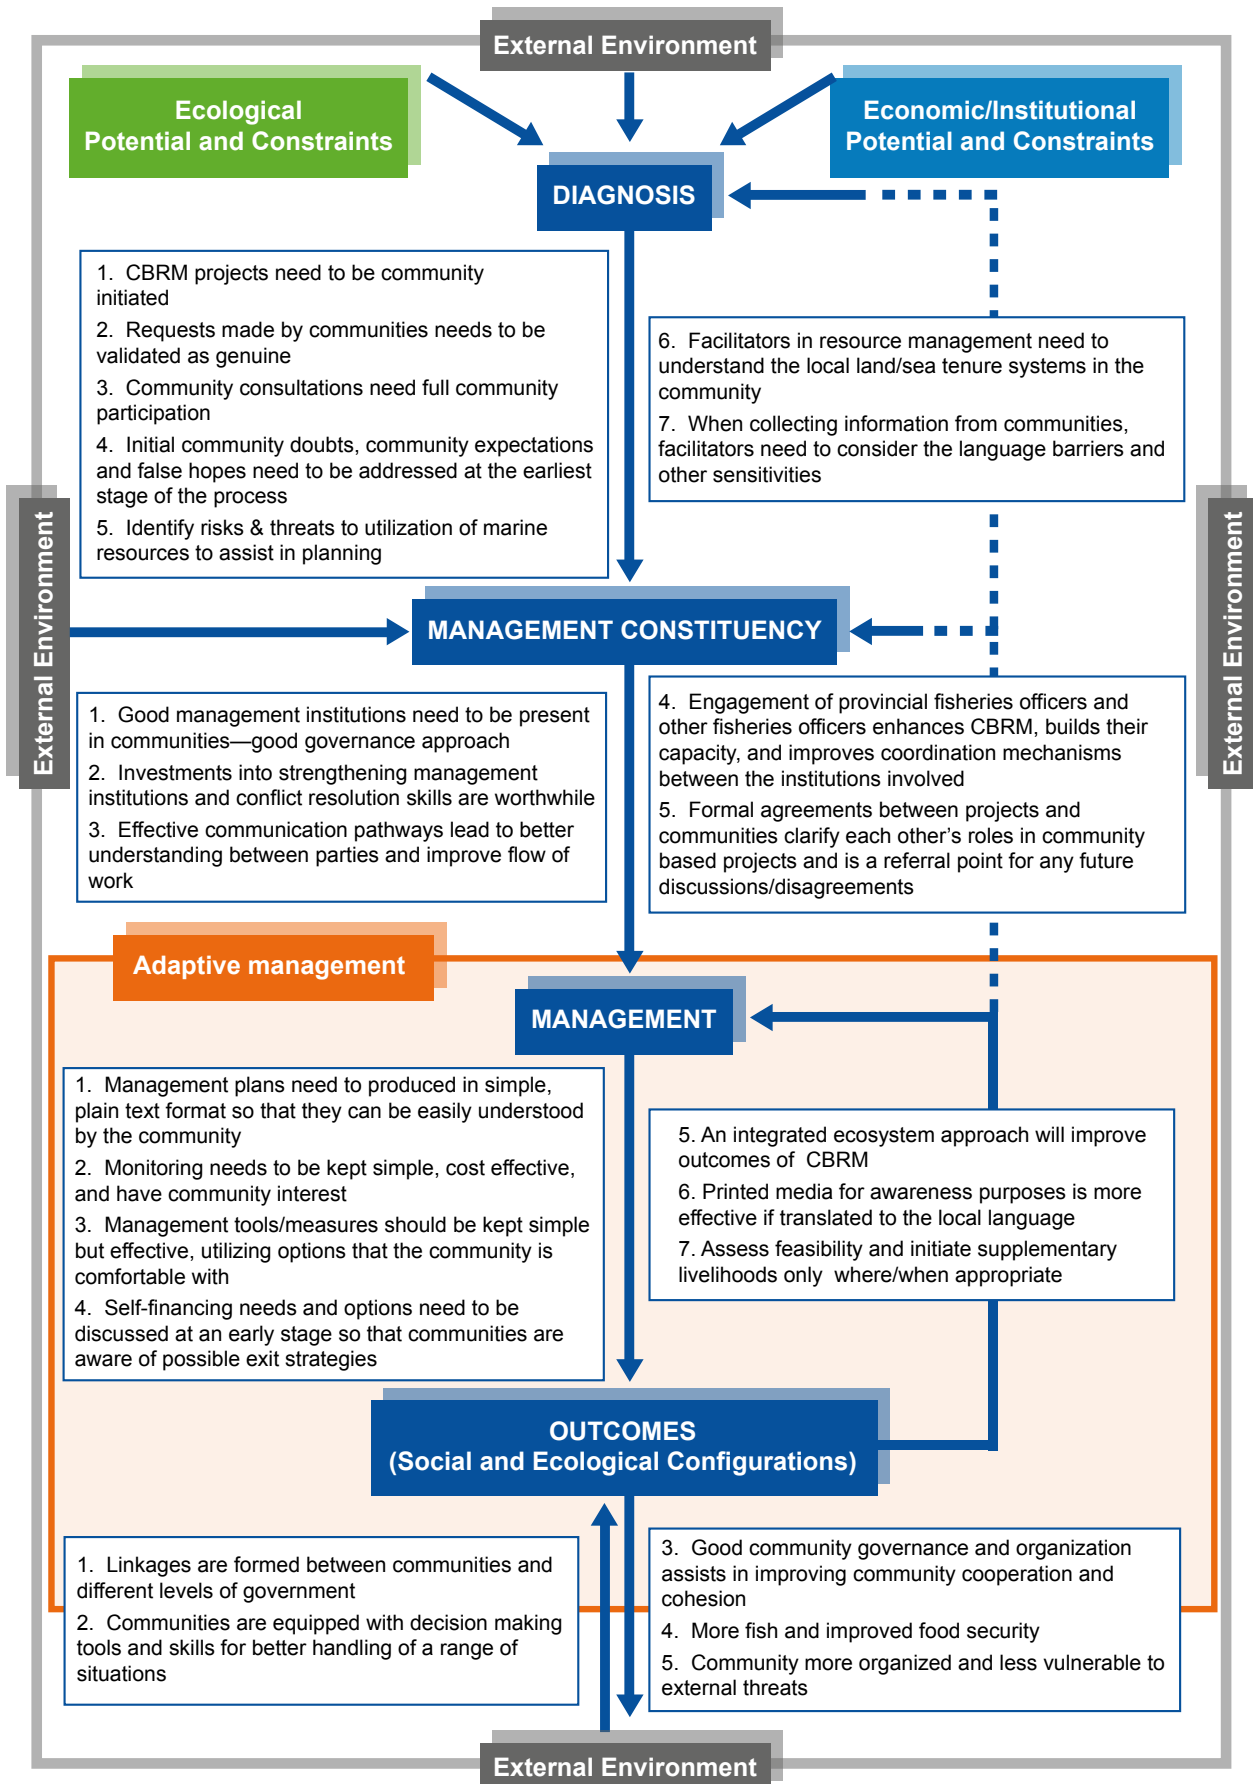 External Environment
Ecological
Potential and Constraints
Economic/Institutional
Potential and Constraints
DIAGNOSIS
1. CBRM projects need to be community
initiated
2. Requests made by communities needs to be
validated as genuine
3. Community consultations need full community
participation
4. Initial community doubts, community expectations
and false hopes need to be addressed at the earliest
stage of the process
5. Identify risks & threats to utilization of marine
resources to assist in planning
6. Facilitators in resource management need to
understand the local land/sea tenure systems in the
community
7. When collecting information from communities,
facilitators need to consider the language barriers and
other sensitivities
External Environment
External Environment
MANAGEMENT CONSTITUENCY
1. Good management institutions need to be present
in communities—good governance approach
2. Investments into strengthening management
institutions and conflict resolution skills are worthwhile
3. Effective communication pathways lead to better
understanding between parties and improve flow of
work
4. Engagement of provincial fisheries officers and
other fisheries officers enhances CBRM, builds their
capacity, and improves coordination mechanisms
between the institutions involved
5. Formal agreements between projects and
communities clarify each other’s roles in community
based projects and is a referral point for any future
discussions/disagreements
Adaptive management
MANAGEMENT
1. Management plans need to produced in simple,
plain text format so that they can be easily understood
by the community
2. Monitoring needs to be kept simple, cost effective,
and have community interest
3. Management tools/measures should be kept simple
but effective, utilizing options that the community is
comfortable with
4. Self-financing needs and options need to be
discussed at an early stage so that communities are
aware of possible exit strategies
5. An integrated ecosystem approach will improve
outcomes of CBRM
6. Printed media for awareness purposes is more
effective if translated to the local language
7. Assess feasibility and initiate supplementary
livelihoods only where/when appropriate
OUTCOMES
(Social and Ecological Configurations)
1. Linkages are formed between communities and
different levels of government
2. Communities are equipped with decision making
tools and skills for better handling of a range of
situations
3. Good community governance and organization
assists in improving community cooperation and
cohesion
4. More fish and improved food security
5. Community more organized and less vulnerable to
external threats
External Environment